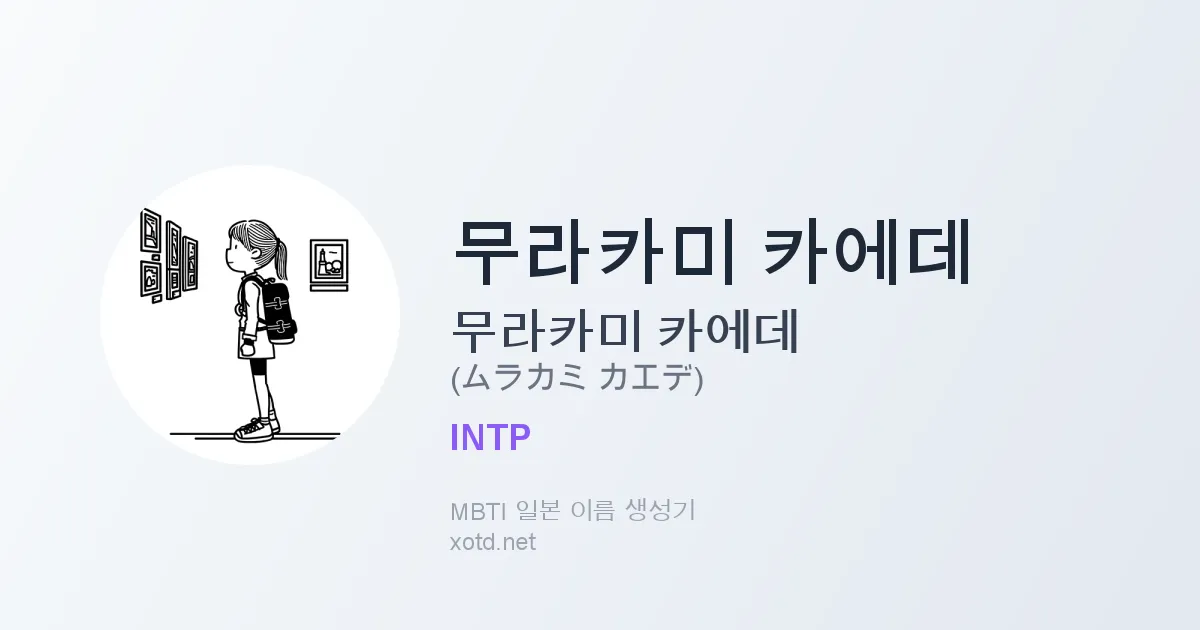 무라카미 카에데
무라카미 카에데
(ムラカミ カエデ)
INTP
MBTI 일본 이름 생성기
xotd.net